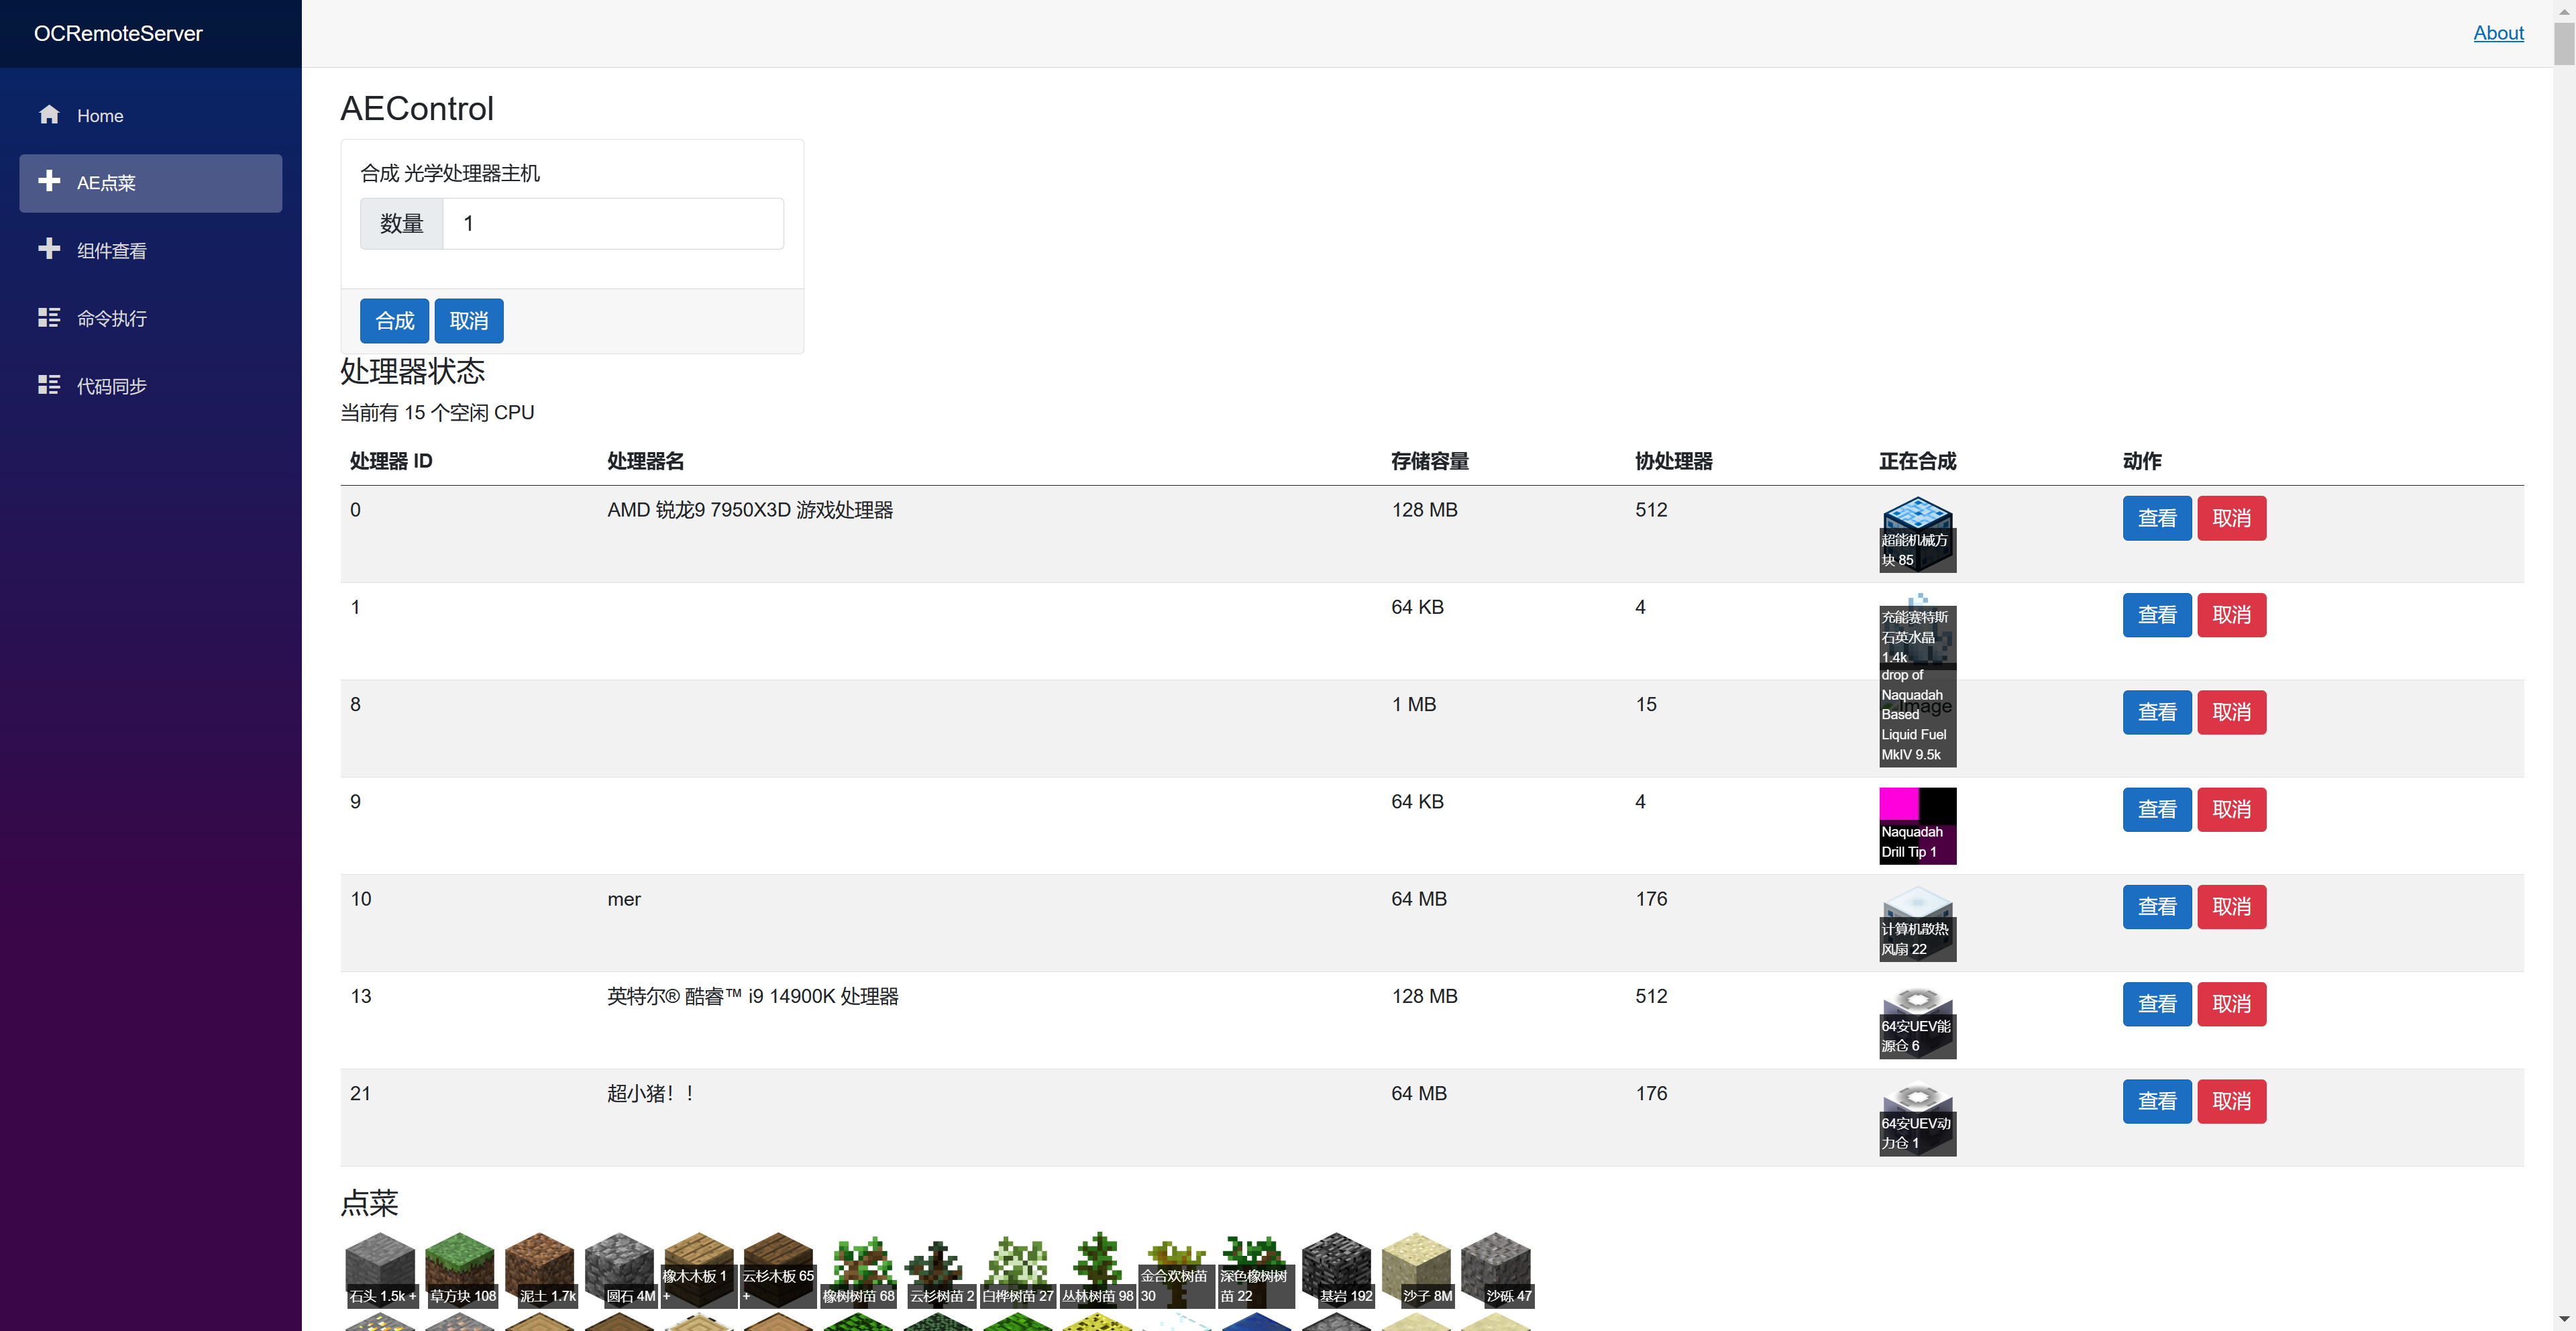 OCRemoteServer
About
Home
AE点菜
组件查看
命令执行
代码同步
AEControl
合成 光学处理器主机
数量 1
合成 取消
处理器状态
当前有 15 个空闲 CPU
处理器 ID 处理器名 存储容量 协处理器 正在合成 动作
0 AMD 锐龙9 7950X3D 游戏处理器 128 MB 512 查看 取消
超能机械方
块 85
1 64 KB 4 查看 取消
充能赛特斯
石英水晶
1.4k
8 1 MB 15 查看 取消
drop of
Naquadah
Image
Based
Liquid Fuel
MkIV 9.5k
9 64 KB 4 查看 取消
Naquadah
Drill Tip 1
10 mer 64 MB 176 查看 取消
计算机散热
风扇 22
13 英特尔® 酷睿™ i9 14900K 处理器 128 MB 512 查看 取消
64安UEV能
源仓 6
21 超小猪！！ 64 MB 176 查看 取消
64安UEV动
力仓 1
点菜
石头 1.5k +
草方块 108
泥土 1.7k
圆石 4M
橡木木板 1
+
云杉木板 65
+
橡树树苗 68
云杉树苗 2
白桦树苗 27
丛林树苗 98
金合欢树苗
30
深色橡树树
苗 22
基岩 192
沙子 8M
沙砾 47